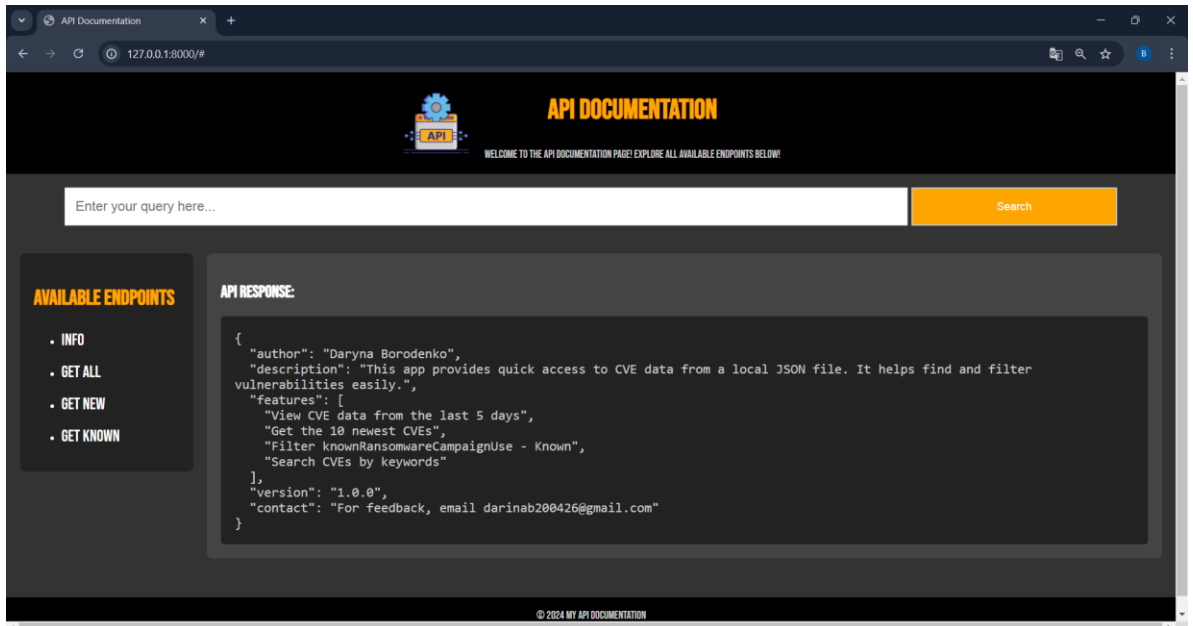 API Documentation
127.0.0.1:8000/#
B
API
API DOCUMENTATION
WELCOME TO THE API DOCUMENTATION PAGE! EXPLORE ALL AVAILABLE ENDPOINTS BELOW!
Enter your query here...
Search
AVAILABLE ENDPOINTS
INFO
GET ALL
GET NEW
GET KNOWN
API RESPONSE:
{
"author": "Daryna Borodenko",
"description": "This app provides quick access to CVE data from a local JSON file. It helps find and filter
vulnerabilities easily.",
"features": [
"View CVE data from the last 5 days",
"Get the 10 newest CVEs",
"Filter knownRansomwareCampaignUse - Known",
"Search CVEs by keywords"
],
"version": "1.0.0",
"contact": "For feedback, email darinab200426@gmail.com"
}
© 2024 MY API DOCUMENTATION